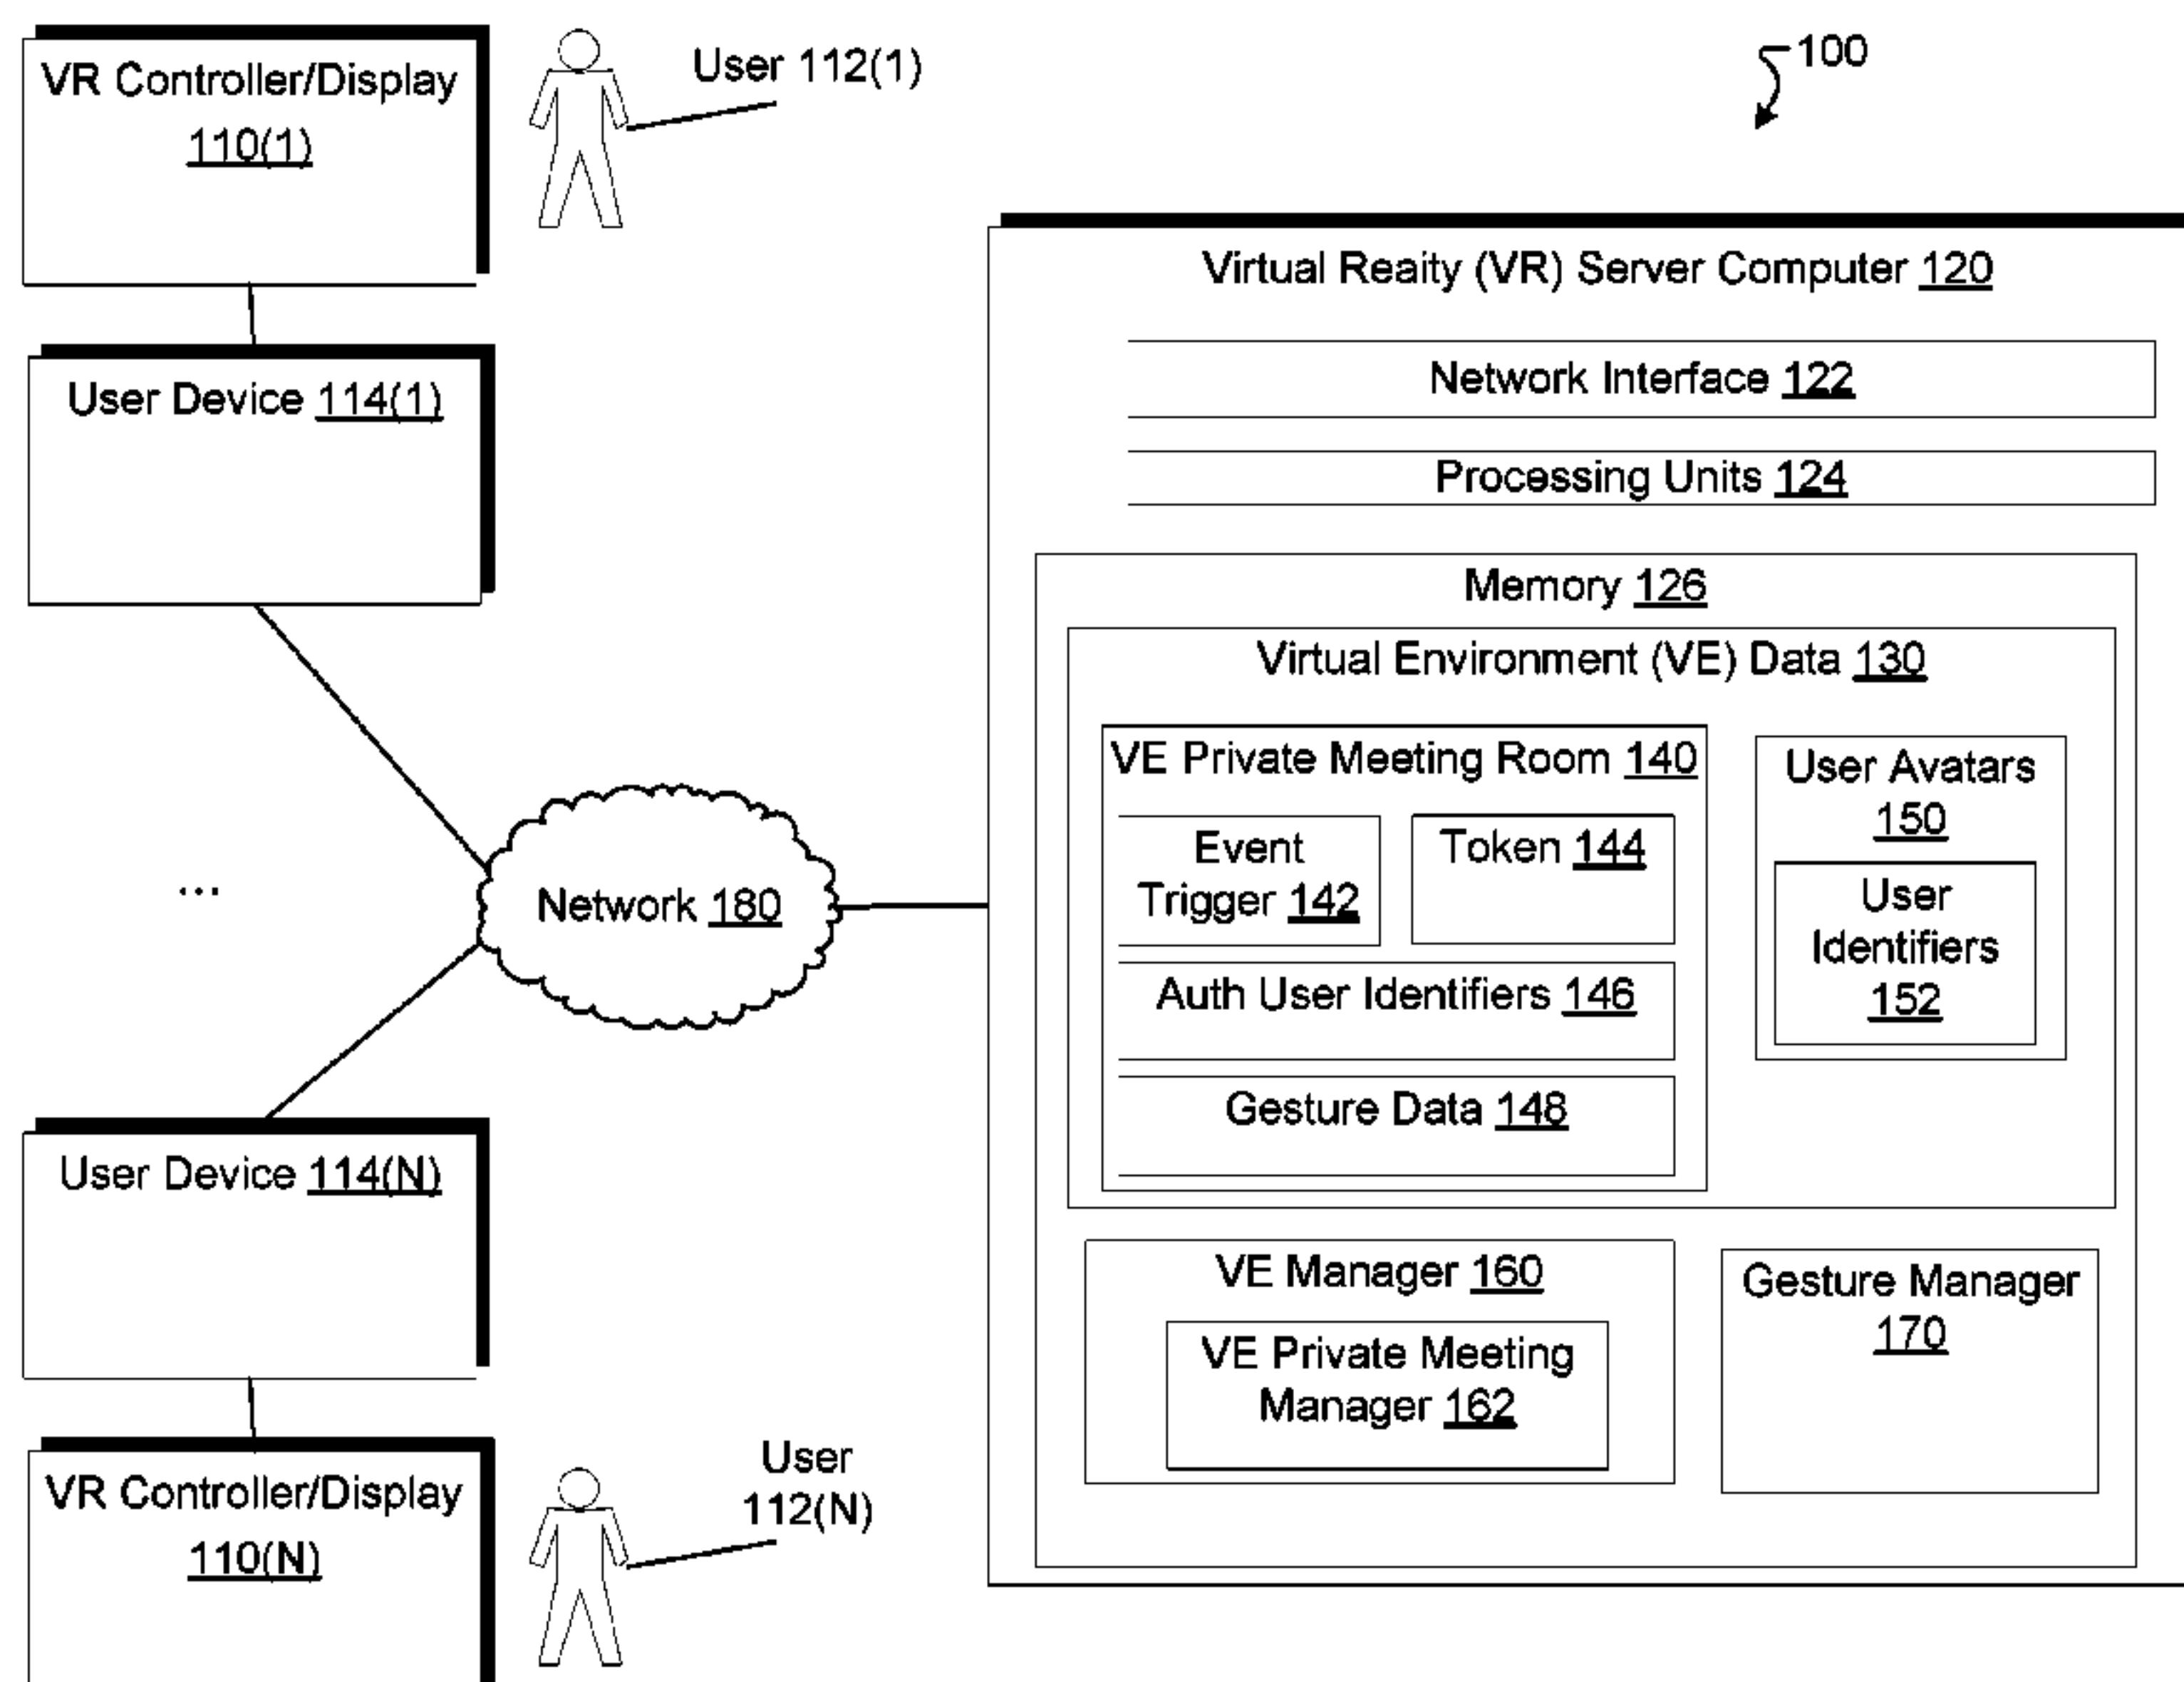 VR Controller/Display
110(1)
User 112(1)
100
User Device 114(1)
...
Network 180
User Device 114(N)
VR Controller/Display
110(N)
User
112(N)
Virtual Reaity (VR) Server Computer 120
Network Interface 122
Processing Units 124
Memory 126
Virtual Environment (VE) Data 130
VE Private Meeting Room 140
Event
Trigger 142
Token 144
Auth User Identifiers 146
Gesture Data 148
User Avatars
150
User
Identifiers
152
VE Manager 160
VE Private Meeting
Manager 162
Gesture Manager
170